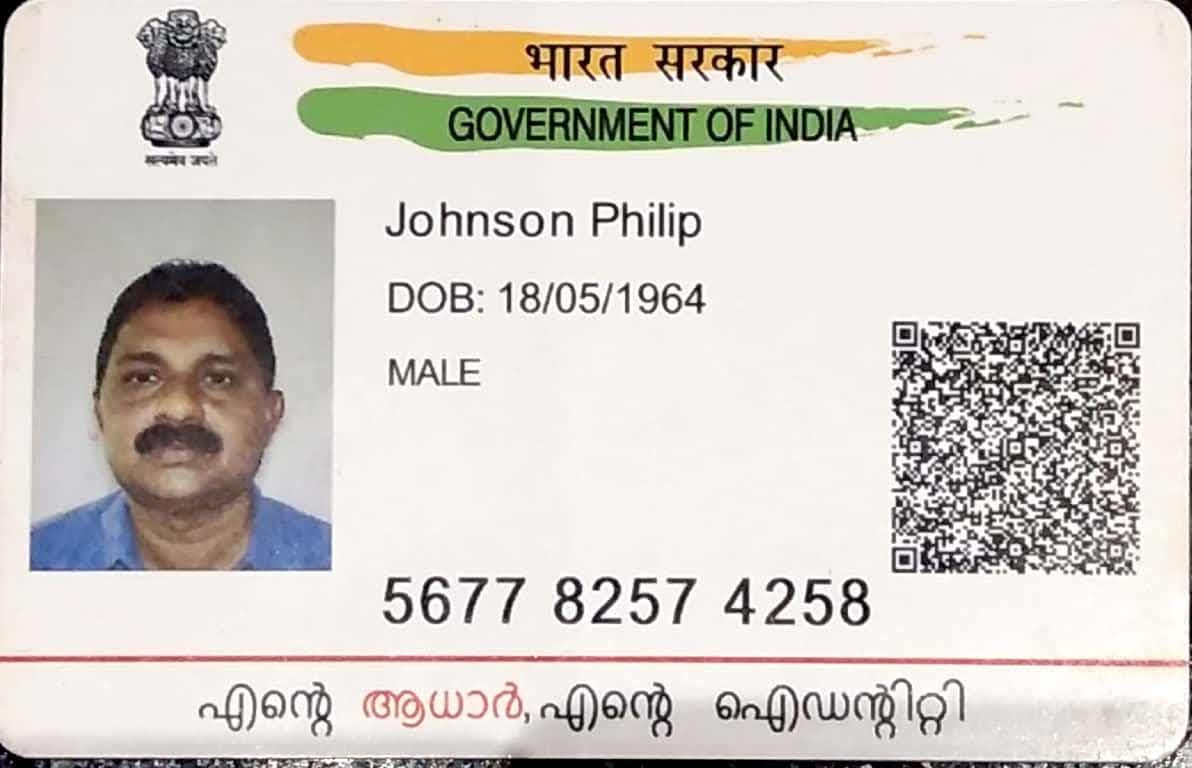 भारत सरकार
GOVERNMENT OF INDIA
सत्यमेव जयते
Johnson Philip
DOB: 18/05/1964
MALE
5677 8257 4258
എന്റെ ആധാർ, എന്റെ ഐഡന്റിറ്റി